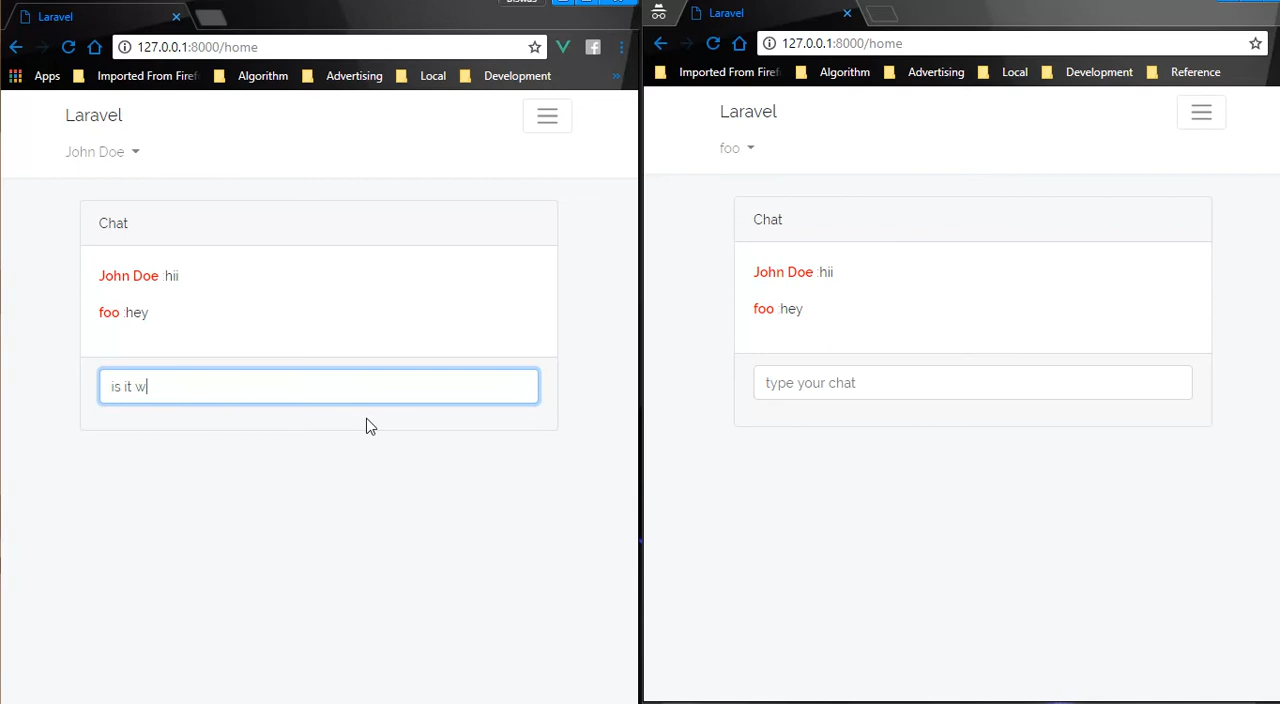 Laravel
127.0.0.1:8000/home
Apps Imported From Firef Algorithm Advertising Local Development »
Laravel
John Doe
Chat
John Doe :hii
foo :hey
is it w
Laravel
127.0.0.1:8000/home
Imported From Firef Algorithm Advertising Local Development Reference
Laravel
foo
Chat
John Doe :hii
foo :hey
type your chat